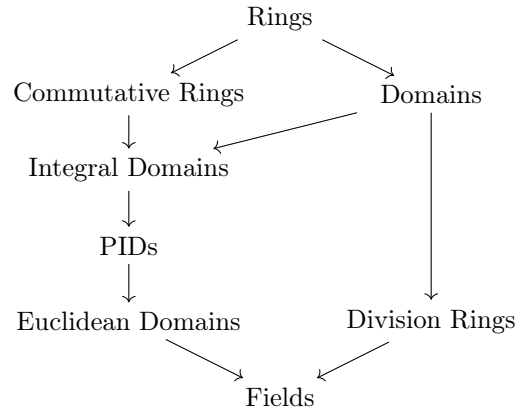 Rings
Commutative Rings
Domains
Integral Domains
PIDs
Euclidean Domains
Division Rings
Fields